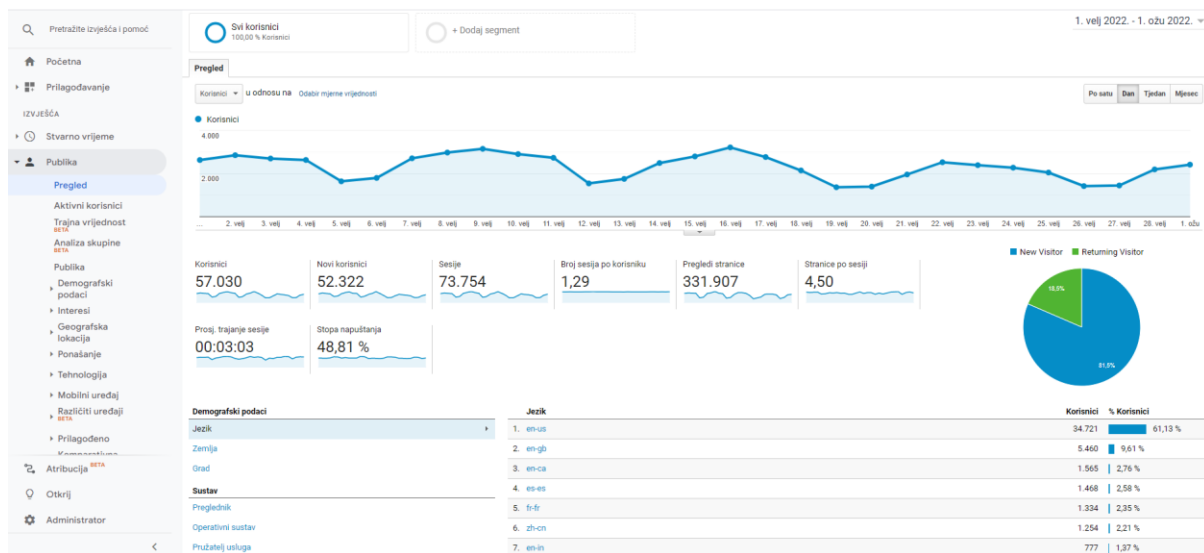 Pretražite izvješća i pomoć
Početna
Prilagođavanje
IZVJEŠĆA
Stvarno vrijeme
Publika
Pregled
Aktivni korisnici
Trajna vrijednost
BETA
Analiza skupine
BETA
Publika
Demografski
podaci
Interesi
Geografska
lokacija
Ponašanje
Tehnologija
Mobilni uređaj
Različiti uređaji
BETA
Prilagođeno
Atribucija BETA
Otkrij
Administrator
Svi korisnici
100,00 % Korisnici
+ Dodaj segment
1. velj 2022. - 1. ožu 2022.
Pregled
Korisnici u odnosu na Odabir mjerne vrijednosti
Po satu Dan Tjedan Mjesec
Korisnici
4.000
2.000
... 2. velj 3. velj 4. velj 5. velj 6. velj 7. velj 8. velj 9. velj 10. velj 11. velj 12. velj 13. velj 14. velj 15. velj 16. velj 17. velj 18. velj 19. velj 20. velj 21. velj 22. velj 23. velj 24. velj 25. velj 26. velj 27. velj 28. velj 1. ožu
Korisnici
57.030
Novi korisnici
52.322
Sesije
73.754
Broj sesija po korisniku
1,29
Pregledi stranice
331.907
Stranice po sesiji
4,50
Prosj. trajanje sesije
00:03:03
Stopa napuštanja
48,81 %
New Visitor Returning Visitor
18,5%
81,5%
Demografski podaci
Jezik
Zemlja
Grad
Sustav
Preglednik
Operativni sustav
Pružatelj usluga
Jezik Korisnici % Korisnici
1. en-us 34.721 61,13 %
2. en-gb 5.460 9,61 %
3. en-ca 1.565 2,76 %
4. es-es 1.468 2,58 %
5. fr-fr 1.334 2,35 %
6. zh-cn 1.254 2,21 %
7. en-in 777 1,37 %